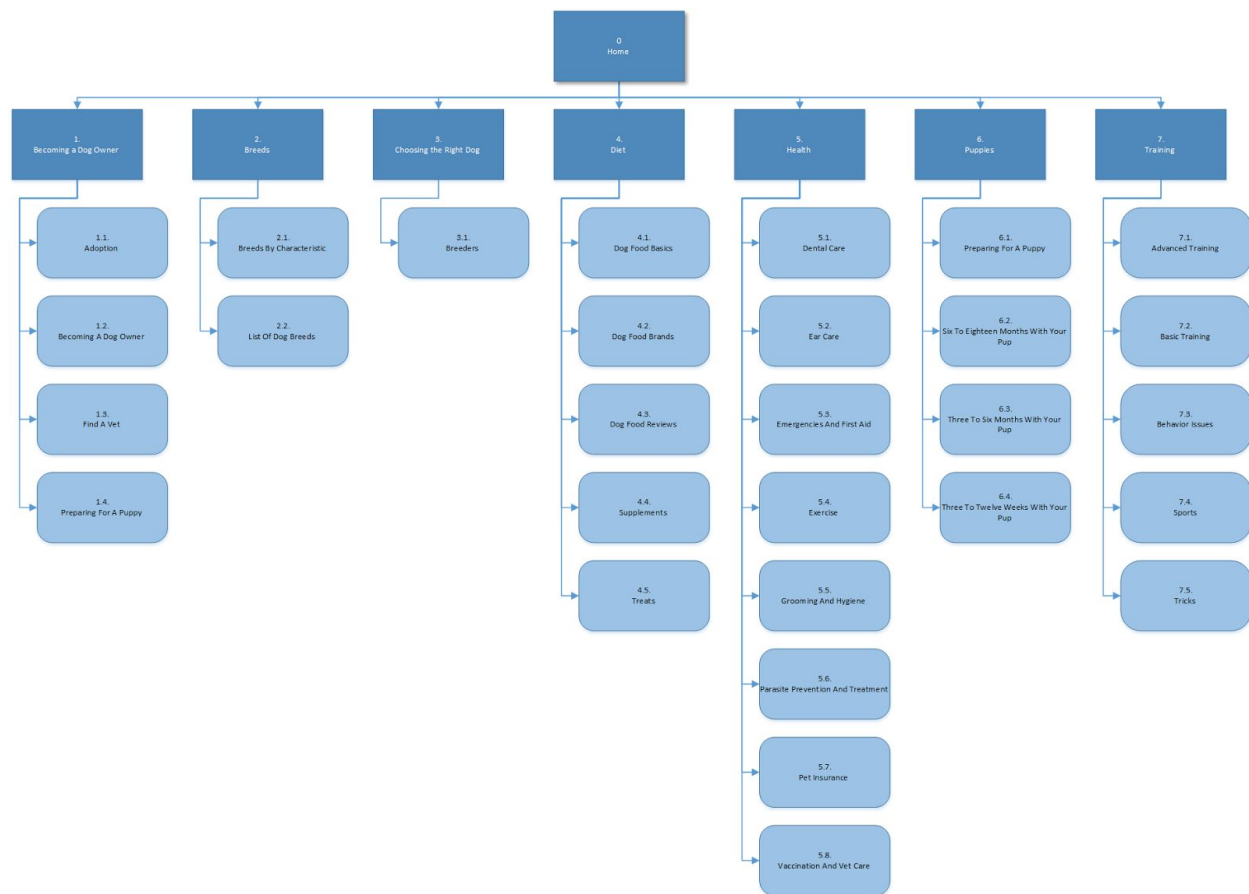 0
Home
1.
Becoming a Dog Owner
2.
Breeds
3.
Choosing the Right Dog
4.
Diet
5.
Health
6.
Puppies
7.
Training
1.1.
Adoption
1.2.
Becoming A Dog Owner
1.3.
Find A Vet
1.4.
Preparing For A Puppy
2.1.
Breeds By Characteristic
2.2.
List Of Dog Breeds
3.1.
Breeders
4.1.
Dog Food Basics
4.2.
Dog Food Brands
4.3.
Dog Food Reviews
4.4.
Supplements
4.5.
Treats
5.1.
Dental Care
5.2.
Ear Care
5.3.
Emergencies And First Aid
5.4.
Exercise
5.5.
Grooming And Hygiene
5.6.
Parasite Prevention And Treatment
5.7.
Pet Insurance
5.8.
Vaccination And Vet Care
6.1.
Preparing For A Puppy
6.2.
Six To Eighteen Months With Your
Pup
6.3.
Three To Six Months With Your
Pup
6.4.
Three To Twelve Weeks With Your
Pup
7.1.
Advanced Training
7.2.
Basic Training
7.3.
Behavior Issues
7.4.
Sports
7.5.
Tricks